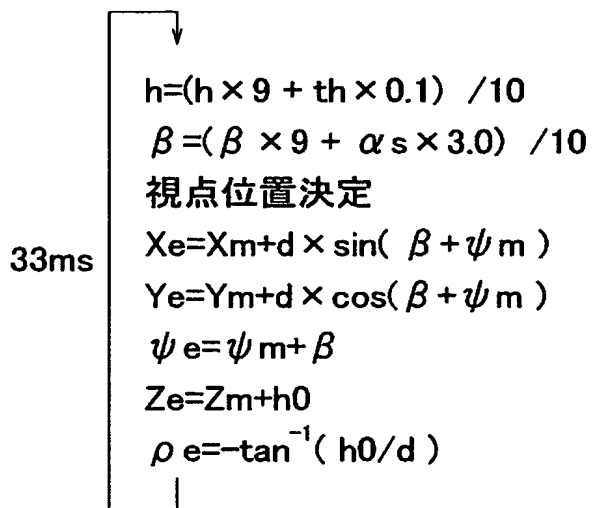 h=(h×9 + th×0.1) /10
β=(β ×9 + αs×3.0) /10
視点位置決定
33ms
Xe=Xm+d×sin( β+ψm )
Ye=Ym+d×cos(β+ψm )
ψe=ψm+β
Ze=Zm+h0
ρe=-tan⁻¹( h0/d )